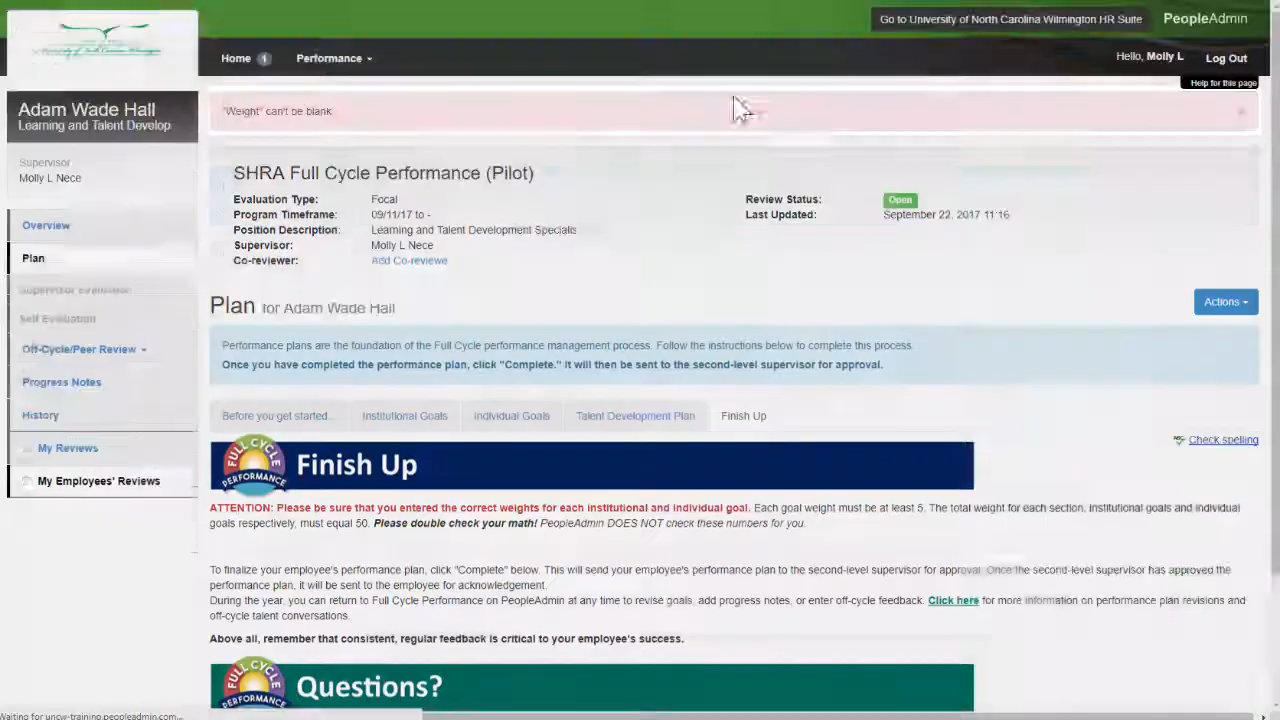 Go to University of North Carolina Wilmington HR Suite
PeopleAdmin
Home 1
Performance
Hello, Molly L
Log Out
Help for this page
Adam Wade Hall
Learning and Talent Develop
"Weight" can't be blank
Supervisor
Molly L Nece
SHRA Full Cycle Performance (Pilot)
Evaluation Type: Focal
Review Status: Open
Program Timeframe: 09/11/17 to -
Last Updated: September 22, 2017 11:16
Position Description: Learning and Talent Development Specialis
Supervisor: Molly L Nece
Co-reviewer: Add Co-reviewe
Overview
Plan
Supervisor Evaluation
Self Evaluation
Off-Cycle/Peer Review
Progress Notes
History
My Reviews
My Employees' Reviews
Plan for Adam Wade Hall
Actions
Performance plans are the foundation of the Full Cycle performance management process. Follow the instructions below to complete this process.
Once you have completed the performance plan, click "Complete." It will then be sent to the second-level supervisor for approval.
Before you get started...
Institutional Goals
Individual Goals
Talent Development Plan
Finish Up
Check spelling
FULL CYCLE
PERFORMANCE
Finish Up
ATTENTION: Please be sure that you entered the correct weights for each institutional and individual goal. Each goal weight must be at least 5. The total weight for each section, institutional goals and individual
goals respectively, must equal 50. Please double check your math! PeopleAdmin DOES NOT check these numbers for you.
To finalize your employee's performance plan, click "Complete" below. This will send your employee's performance plan to the second-level supervisor for approval. Once the second-level supervisor has approved the
performance plan, it will be sent to the employee for acknowledgement.
During the year, you can return to Full Cycle Performance on PeopleAdmin at any time to revise goals, add progress notes, or enter off-cycle feedback. Click here for more information on performance plan revisions and
off-cycle talent conversations.
Above all, remember that consistent, regular feedback is critical to your employee's success.
FULL CYCLE
PERFORMANCE
Questions?
Waiting for uncw-training.peopleadmin.com...